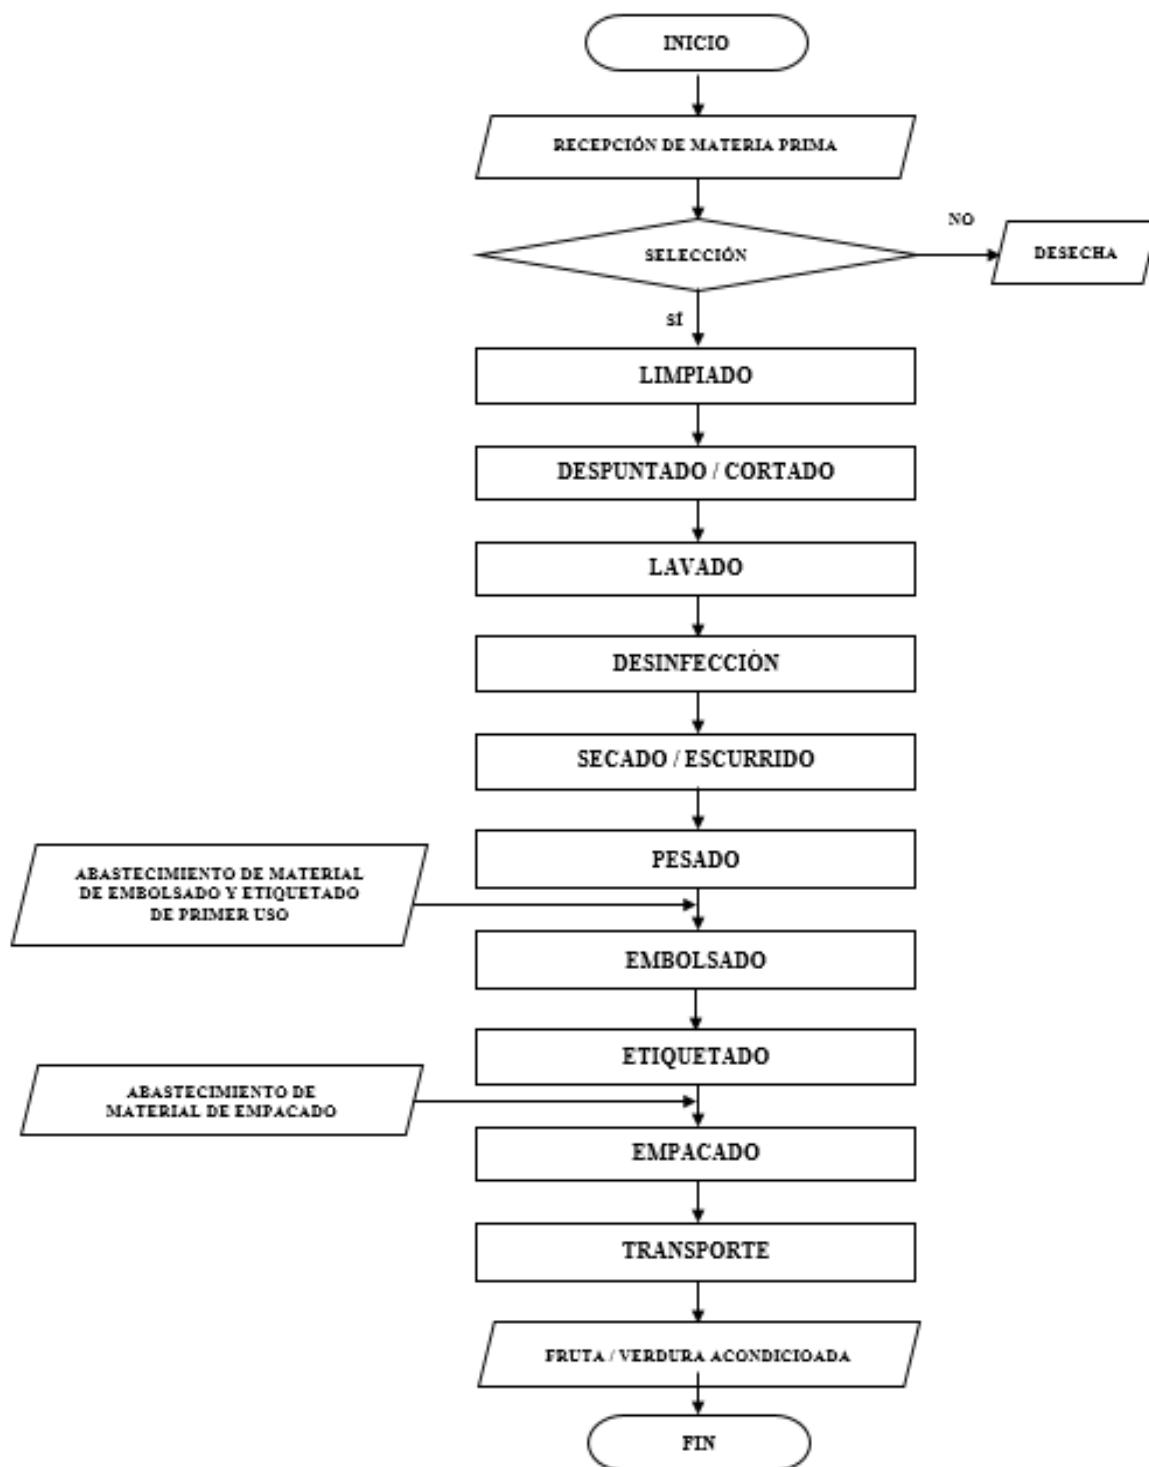 INICIO
RECEPCIÓN DE MATERIA PRIMA
NO
SELECCIÓN
DESECHA
sí
LIMPIADO
DESPUNTADO / CORTADO
LAVADO
DESINFECCIÓN
SECADO / ESCURRIDO
PESADO
ABASTECIMIENTO DE MATERIAL
DE EMBOLSADO Y ETIQUETADO
DE PRIMER USO
EMBOLSADO
ETIQUETADO
ABASTECIMIENTO DE
MATERIAL DE EMPACADO
EMPACADO
TRANSPORTE
FRUTA / VERDURA ACONDICIOADA
FIN